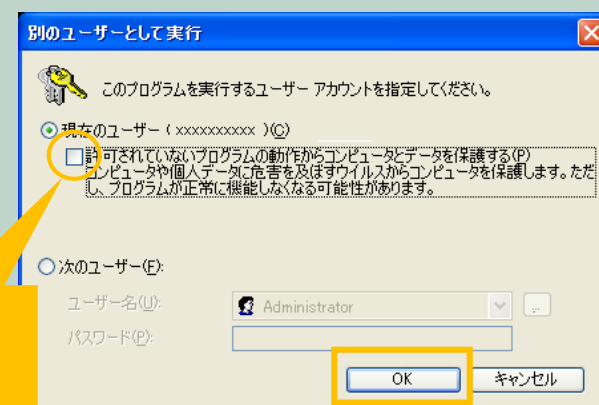 別のユーザーとして実行
このプログラムを実行するユーザー アカウントを指定してください。
現在のユーザー ( xxxxxxxxxx )(C)
許可されていないプログラムの動作からコンピュータとデータを保護する(P)
コンピュータや個人データに危害を及ぼすウイルスからコンピュータを保護します。ただ
し、プログラムが正常に機能しなくなる可能性があります。
次のユーザー(F):
ユーザー名(U):
Administrator
...
パスワード(P):
OK
キャンセル